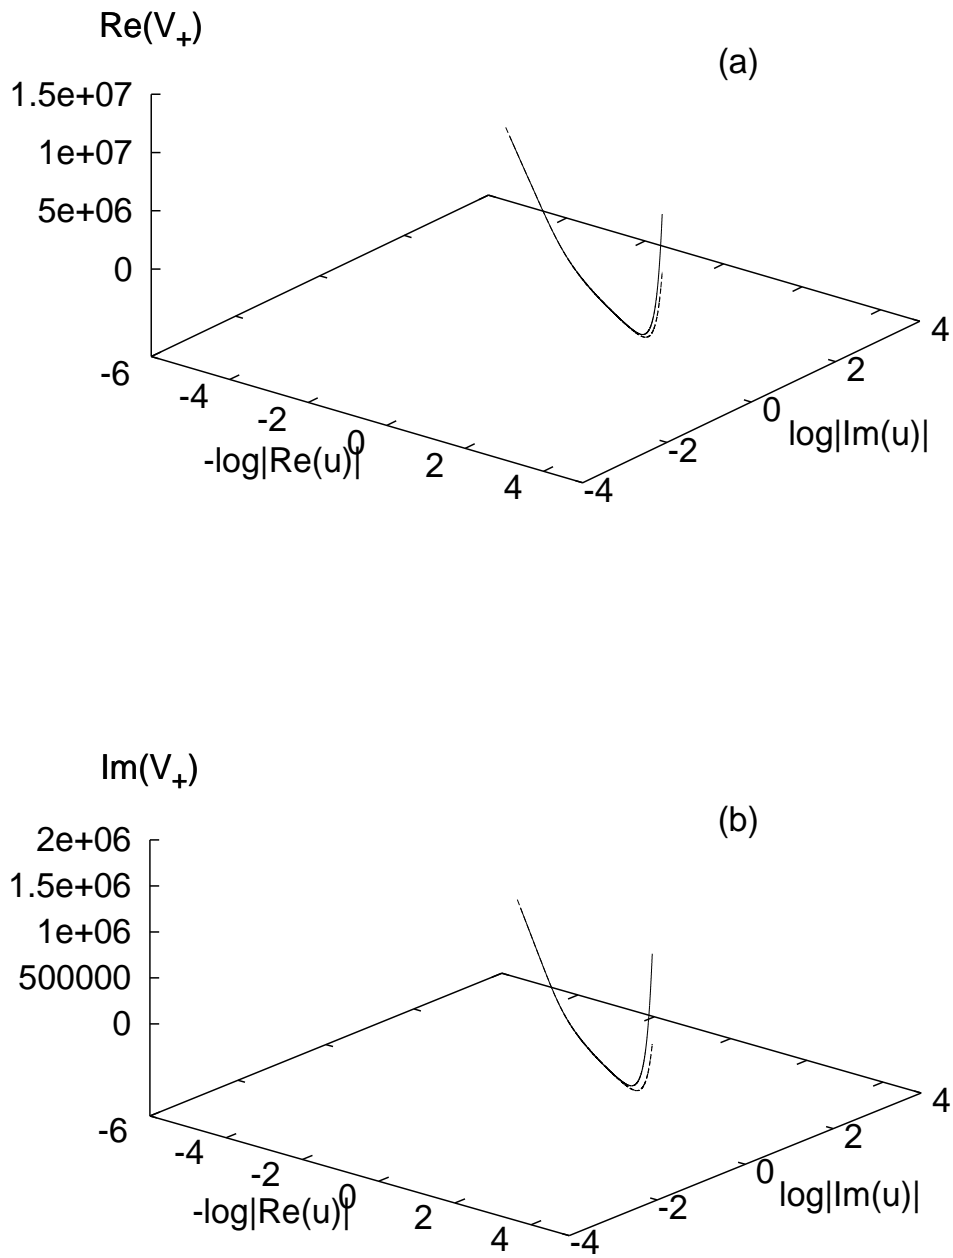 Re(V+)
(a)
1.5e+07
1e+07
5e+06
0
-6
-4
-2
0
2
4
-log|Re(u)|
-4
-2
0
2
4
log|Im(u)|
Im(V+)
(b)
2e+06
1.5e+06
1e+06
500000
0
-6
-4
-2
0
2
4
-log|Re(u)|
-4
-2
0
2
4
log|Im(u)|